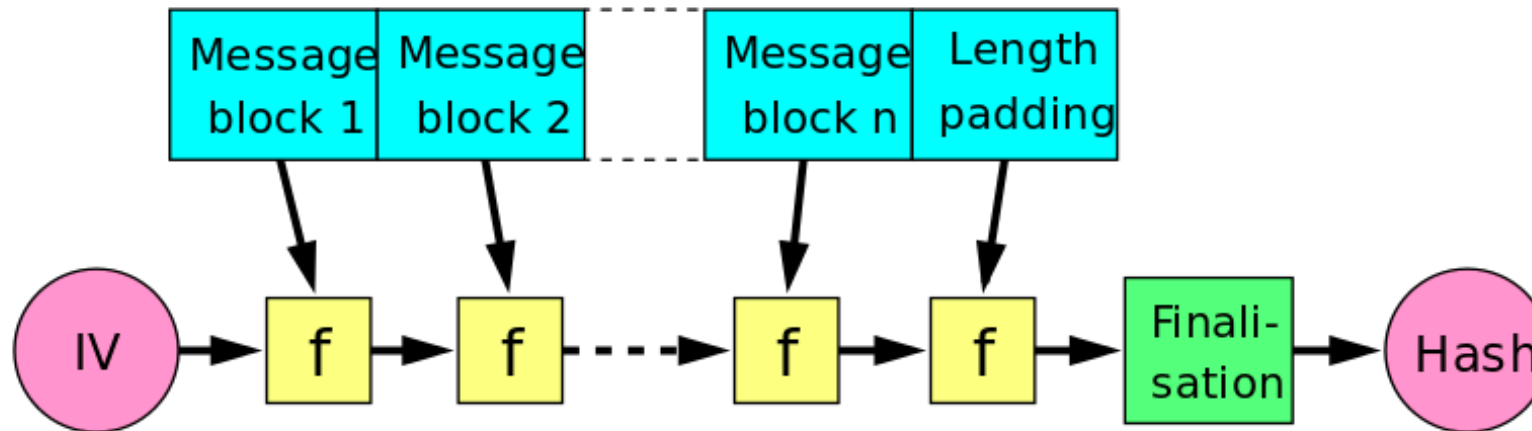 Message
block 1
Message
block 2
Message
block n
Length
padding
IV
f
f
f
f
Finali-
sation
Hash